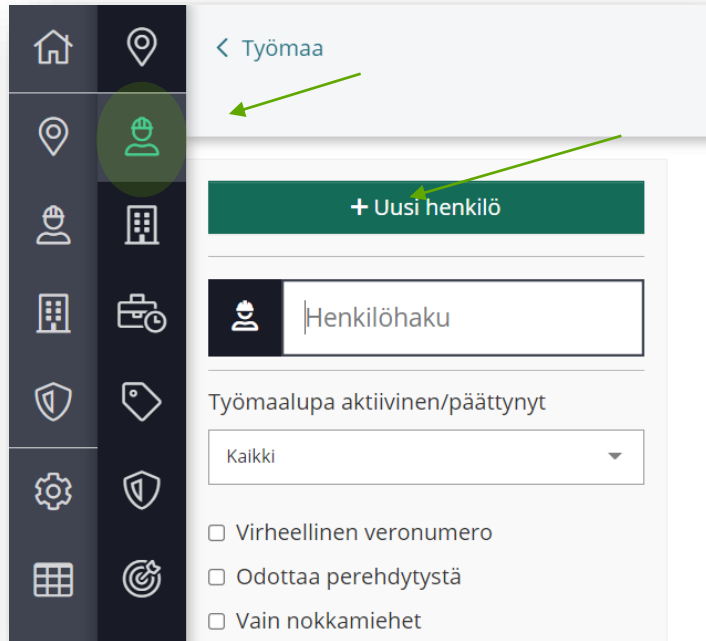 Työmaa
+ Uusi henkilö
Henkilöhaku
Työmaalupa aktiivinen/päättynyt
Kaikki
Virheellinen veronumero
Odottaa perehdytystä
Vain nokkamiehet